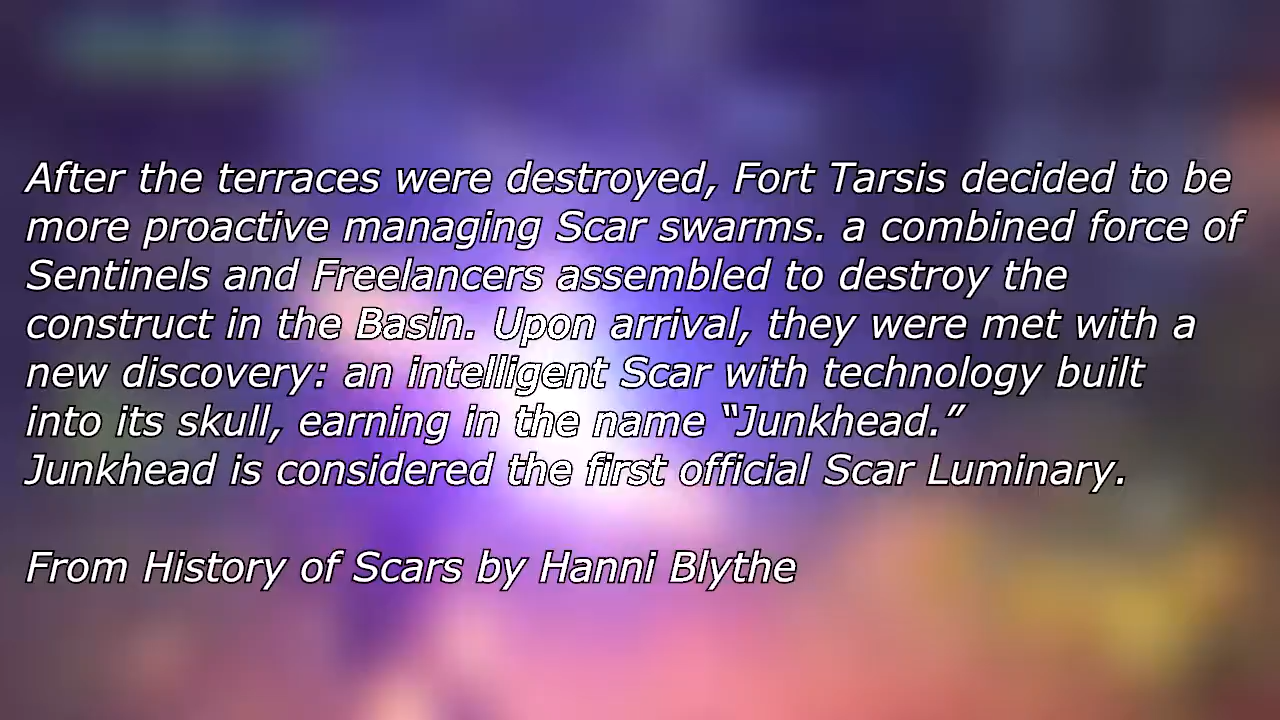 After the terraces were destroyed, Fort Tarsis decided to be
more proactive managing Scar swarms. a combined force of
Sentinels and Freelancers assembled to destroy the
construct in the Basin. Upon arrival, they were met with a
new discovery: an intelligent Scar with technology built
into its skull, earning in the name “Junkhead.”
Junkhead is considered the first official Scar Luminary.
From History of Scars by Hanni Blythe